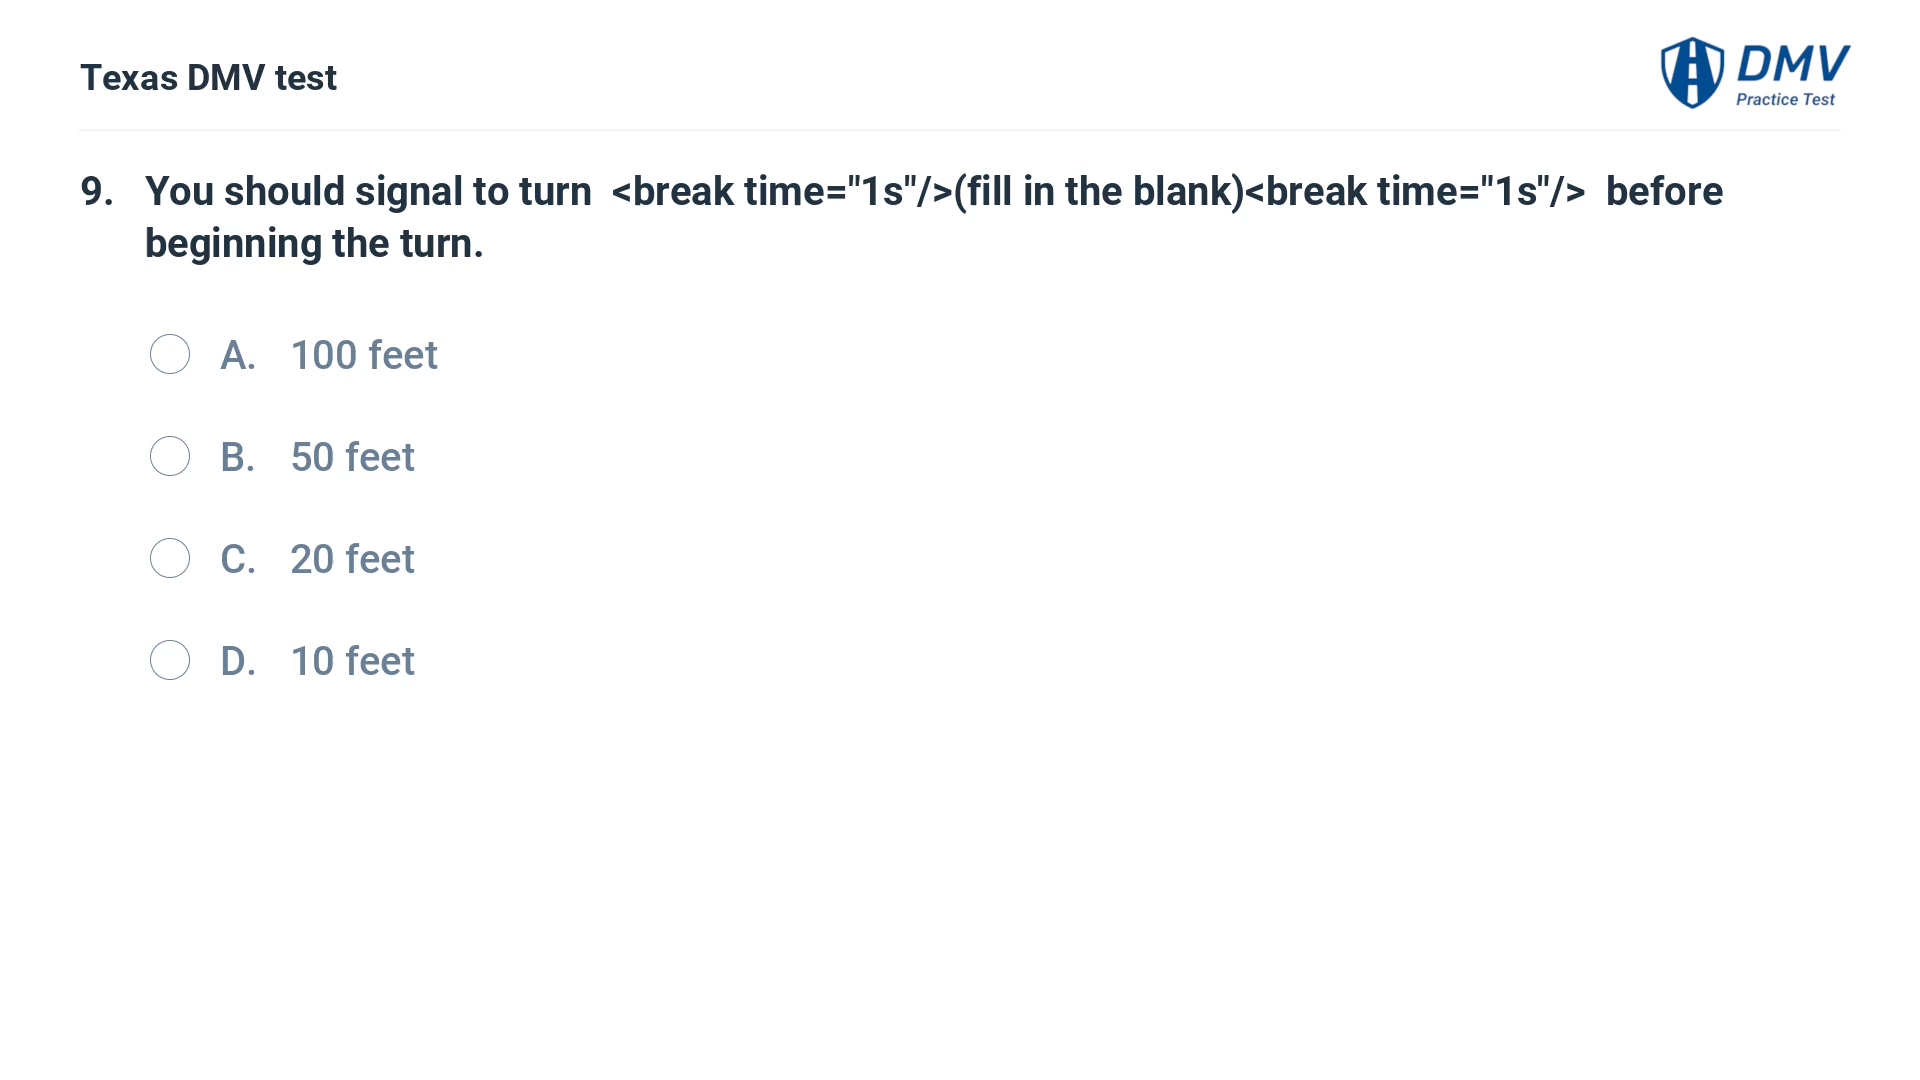 Texas DMV test
DMV
Practice Test
9. You should signal to turn  <break time="1s"/>(fill in the blank)<break time="1s"/>  before
beginning the turn.
A. 100 feet
B. 50 feet
C. 20 feet
D. 10 feet